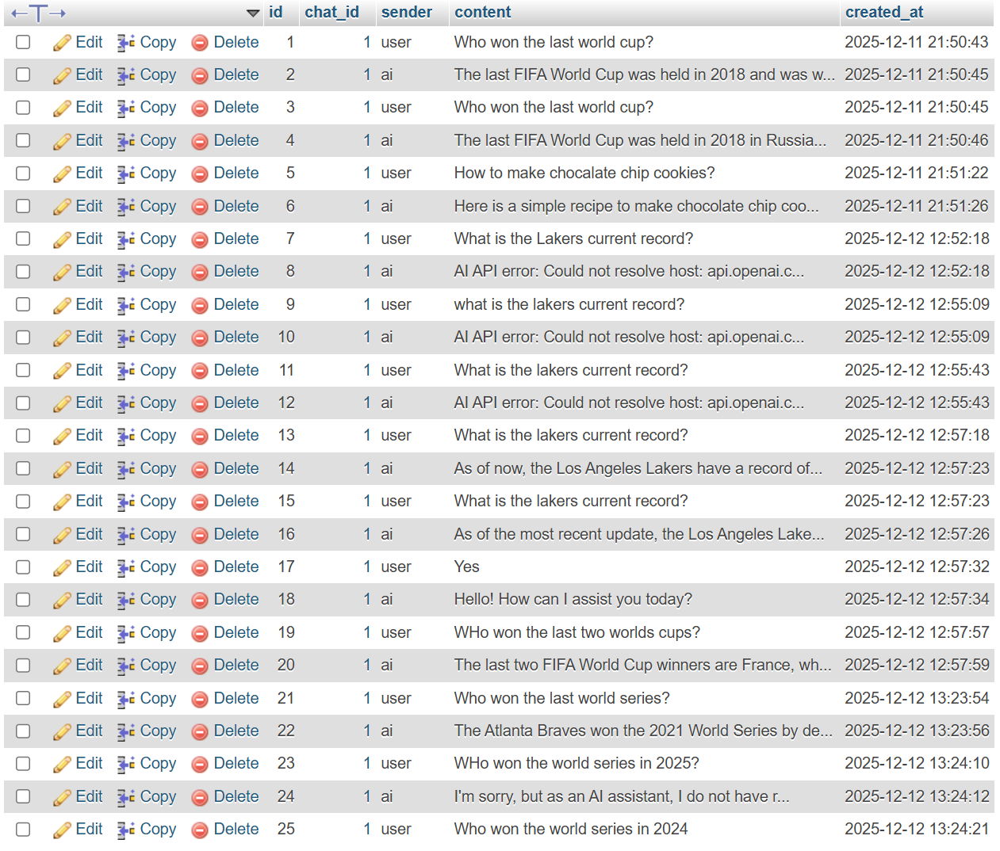 ←T→ id chat_id sender content created_at
Edit Copy Delete 1 1 user Who won the last world cup? 2025-12-11 21:50:43
Edit Copy Delete 2 1 ai The last FIFA World Cup was held in 2018 and was w... 2025-12-11 21:50:45
Edit Copy Delete 3 1 user Who won the last world cup? 2025-12-11 21:50:45
Edit Copy Delete 4 1 ai The last FIFA World Cup was held in 2018 in Russia... 2025-12-11 21:50:46
Edit Copy Delete 5 1 user How to make chocalate chip cookies? 2025-12-11 21:51:22
Edit Copy Delete 6 1 ai Here is a simple recipe to make chocolate chip coo... 2025-12-11 21:51:26
Edit Copy Delete 7 1 user What is the Lakers current record? 2025-12-12 12:52:18
Edit Copy Delete 8 1 ai AI API error: Could not resolve host: api.openai.c... 2025-12-12 12:52:18
Edit Copy Delete 9 1 user what is the lakers current record? 2025-12-12 12:55:09
Edit Copy Delete 10 1 ai AI API error: Could not resolve host: api.openai.c... 2025-12-12 12:55:09
Edit Copy Delete 11 1 user What is the lakers current record? 2025-12-12 12:55:43
Edit Copy Delete 12 1 ai AI API error: Could not resolve host: api.openai.c... 2025-12-12 12:55:43
Edit Copy Delete 13 1 user What is the lakers current record? 2025-12-12 12:57:18
Edit Copy Delete 14 1 ai As of now, the Los Angeles Lakers have a record of... 2025-12-12 12:57:23
Edit Copy Delete 15 1 user What is the lakers current record? 2025-12-12 12:57:23
Edit Copy Delete 16 1 ai As of the most recent update, the Los Angeles Lake... 2025-12-12 12:57:26
Edit Copy Delete 17 1 user Yes 2025-12-12 12:57:32
Edit Copy Delete 18 1 ai Hello! How can I assist you today? 2025-12-12 12:57:34
Edit Copy Delete 19 1 user WHo won the last two worlds cups? 2025-12-12 12:57:57
Edit Copy Delete 20 1 ai The last two FIFA World Cup winners are France, wh... 2025-12-12 12:57:59
Edit Copy Delete 21 1 user Who won the last world series? 2025-12-12 13:23:54
Edit Copy Delete 22 1 ai The Atlanta Braves won the 2021 World Series by de... 2025-12-12 13:23:56
Edit Copy Delete 23 1 user WHo won the world series in 2025? 2025-12-12 13:24:10
Edit Copy Delete 24 1 ai I'm sorry, but as an AI assistant, I do not have r... 2025-12-12 13:24:12
Edit Copy Delete 25 1 user Who won the world series in 2024 2025-12-12 13:24:21